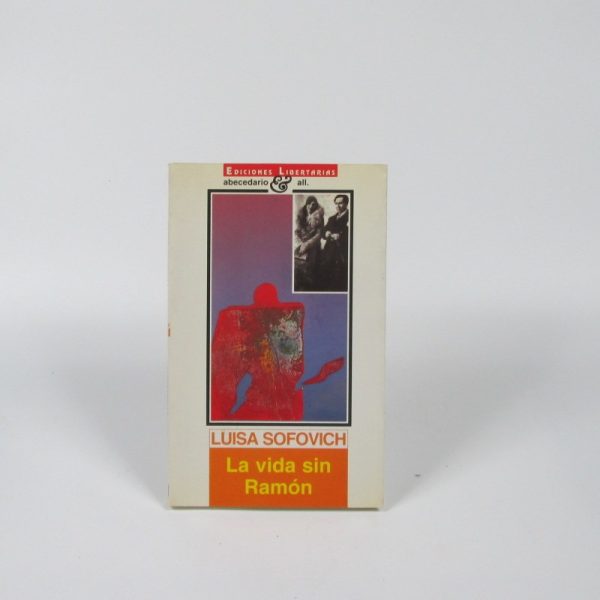 EDICIONES LIBERTARIAS
abecedario & all.
LUISA SOFOVICH
La vida sin
Ramón